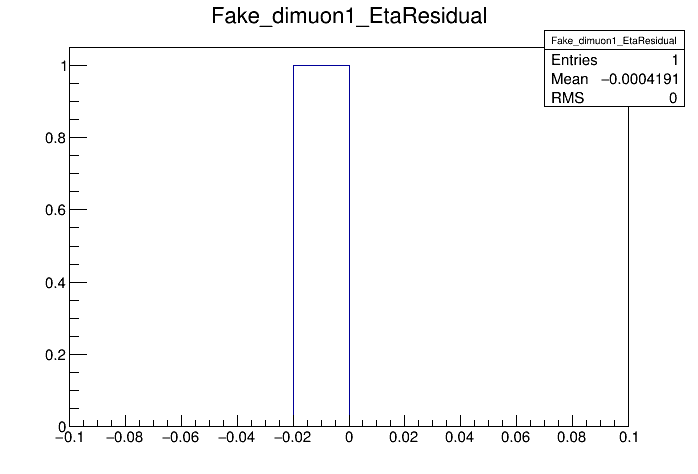 Fake_dimuon1_EtaResidual
Fake_dimuon1_EtaResidual
Entries 1
Mean −0.0004191
RMS 0
1
0.8
0.6
0.4
0.2
0
−0.1 −0.08 −0.06 −0.04 −0.02 0 0.02 0.04 0.06 0.08 0.1